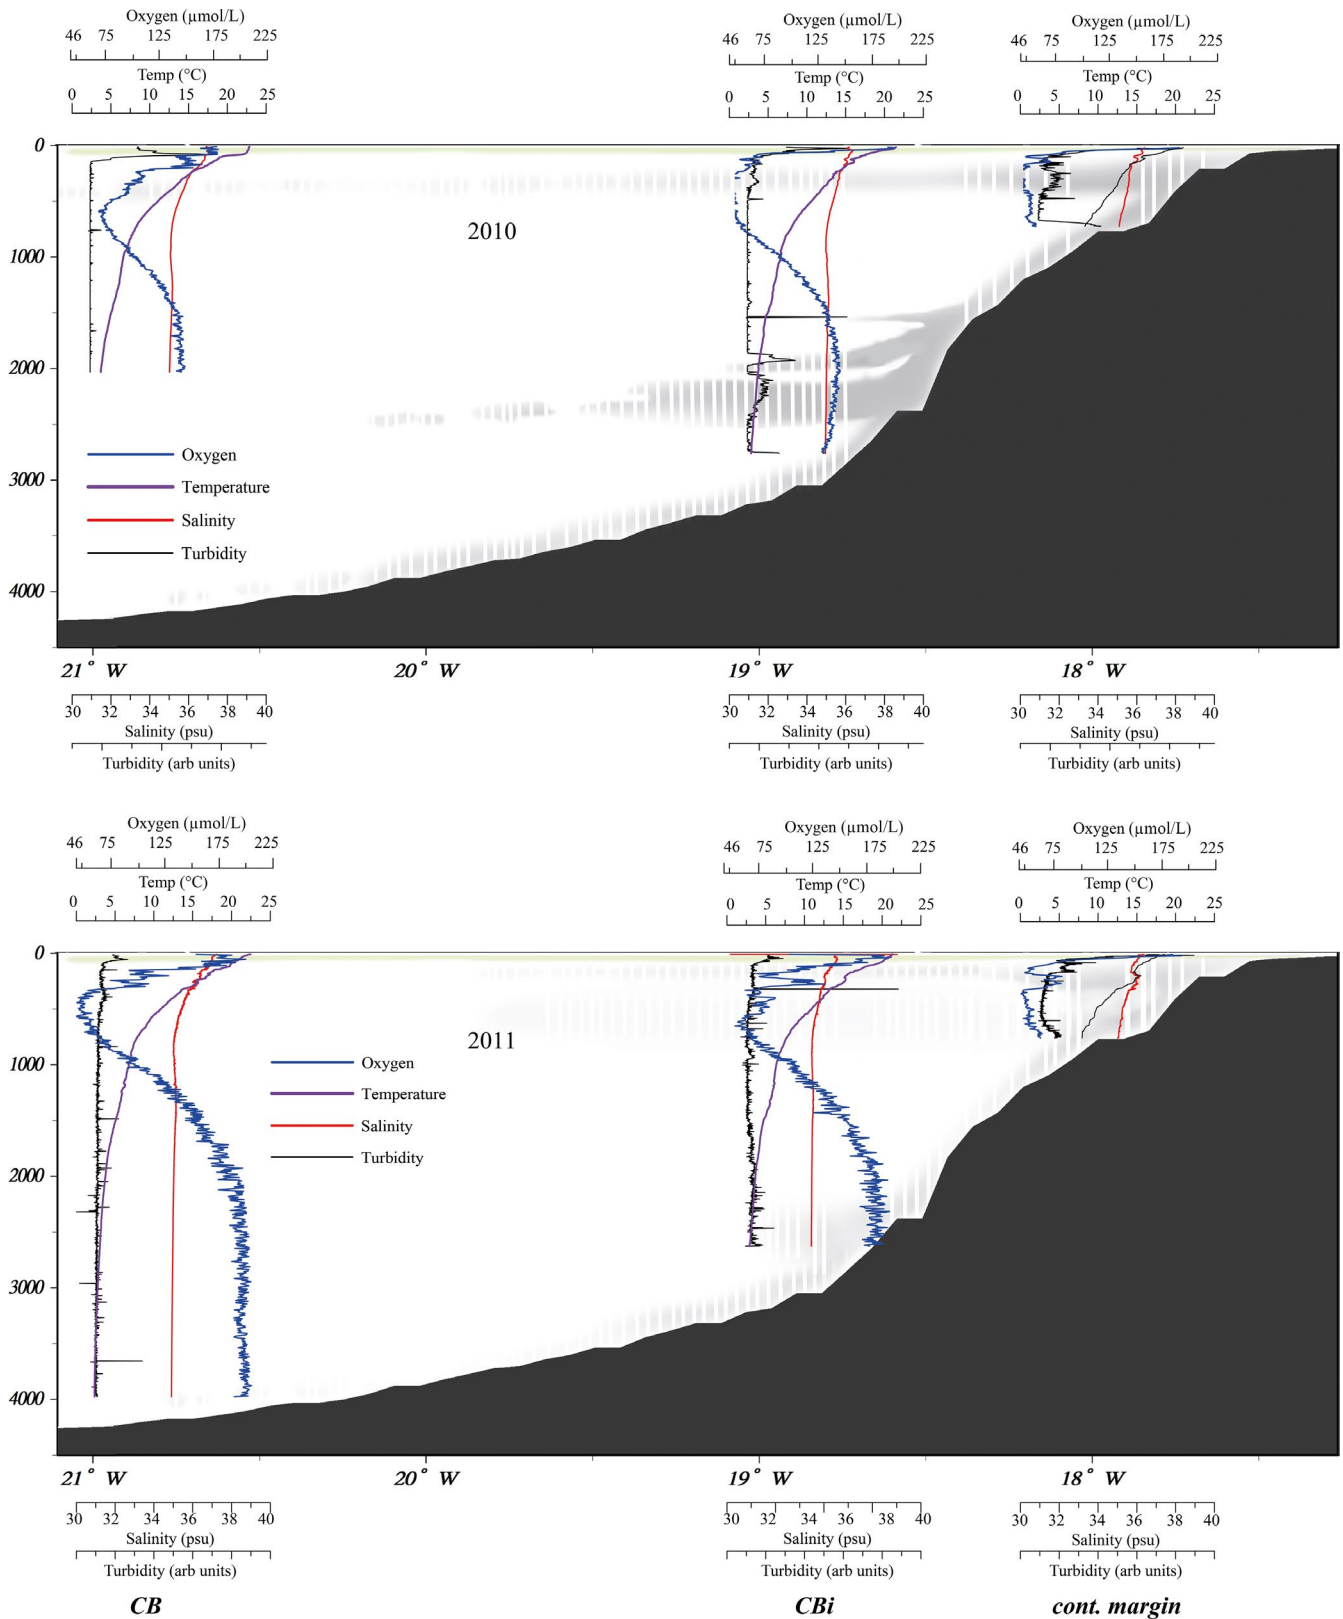 Oxygen (µmol/L)
46 75 125 175 225
Temp (°C)
0 5 10 15 20 25
Oxygen (µmol/L)
46 75 125 175 225
Temp (°C)
0 5 10 15 20 25
Oxygen (µmol/L)
46 75 125 175 225
Temp (°C)
0 5 10 15 20 25
0
1000
2000
3000
4000
2010
Oxygen
Temperature
Salinity
Turbidity
21° W 20° W 19° W 18° W
30 32 34 36 38 40
Salinity (psu)
Turbidity (arb units)
30 32 34 36 38 40
Salinity (psu)
Turbidity (arb units)
30 32 34 36 38 40
Salinity (psu)
Turbidity (arb units)
Oxygen (µmol/L)
46 75 125 175 225
Temp (°C)
0 5 10 15 20 25
Oxygen (µmol/L)
46 75 125 175 225
Temp (°C)
0 5 10 15 20 25
Oxygen (µmol/L)
46 75 125 175 225
Temp (°C)
0 5 10 15 20 25
0
1000
2000
3000
4000
2011
Oxygen
Temperature
Salinity
Turbidity
21° W 20° W 19° W 18° W
30 32 34 36 38 40
Salinity (psu)
Turbidity (arb units)
30 32 34 36 38 40
Salinity (psu)
Turbidity (arb units)
30 32 34 36 38 40
Salinity (psu)
Turbidity (arb units)
CB CBi cont. margin